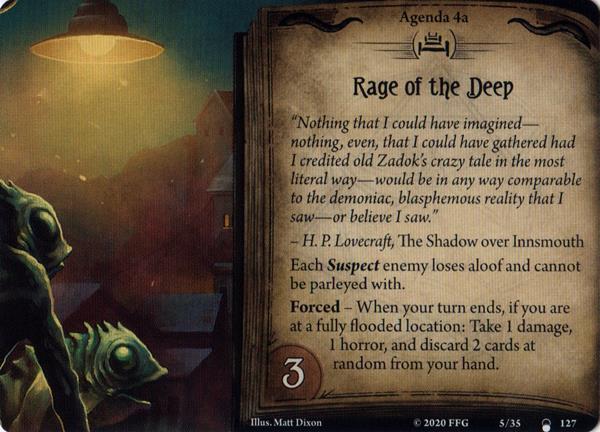 Agenda 4a
Rage of the Deep
“Nothing that I could have imagined—
nothing, even, that I could have gathered had
I credited old Zadok’s crazy tale in the most
literal way—would be in any way comparable
to the demoniac, blasphemous reality that I
saw—or believe I saw.”
– H. P. Lovecraft, The Shadow over Innsmouth
Each Suspect enemy loses aloof and cannot
be parleyed with.
Forced – When your turn ends, if you are
at a fully flooded location: Take 1 damage,
1 horror, and discard 2 cards at
random from your hand.
3
Illus. Matt Dixon © 2020 FFG 5/35 127